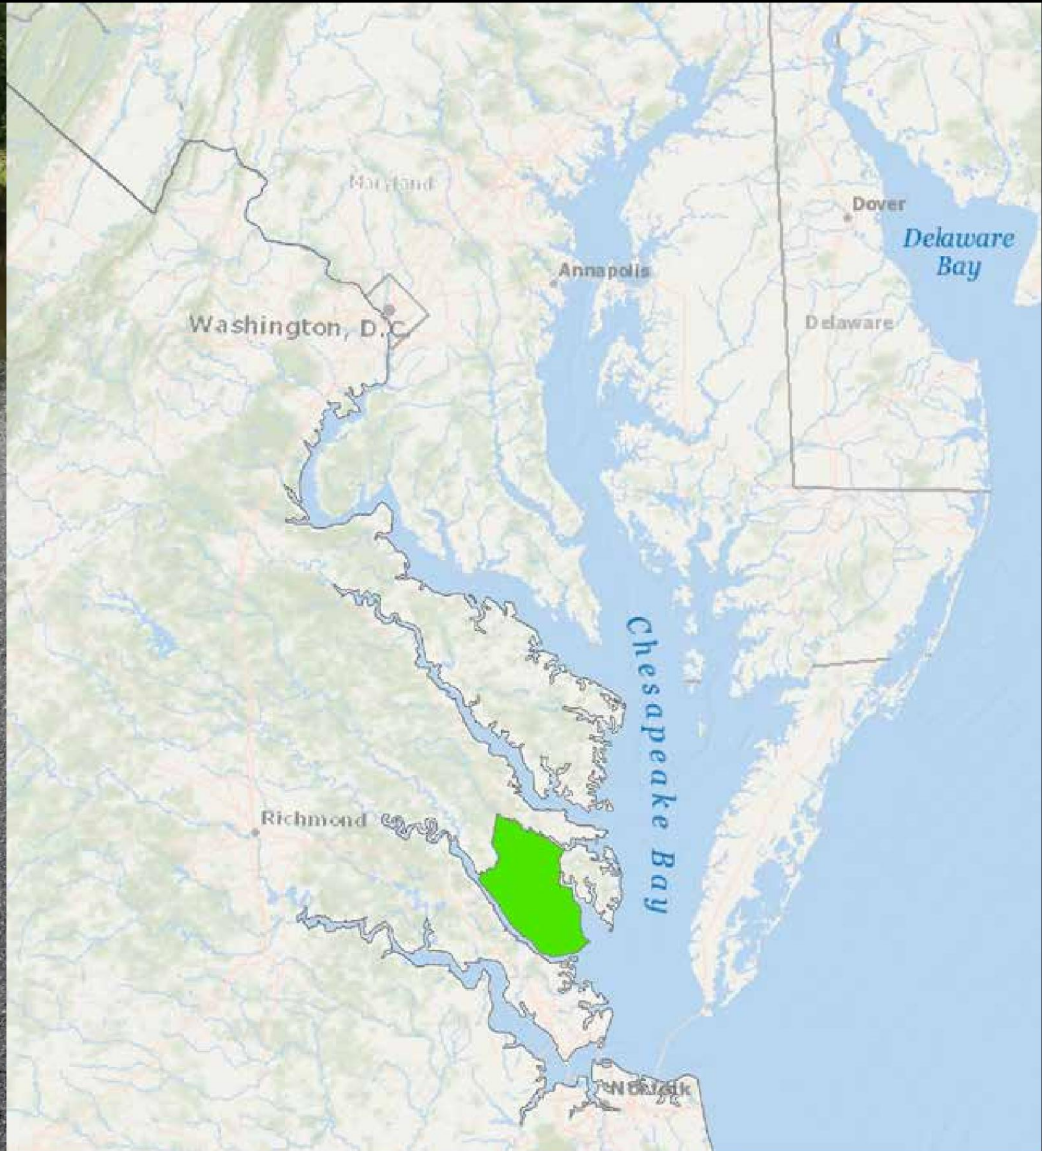 Maryland
Dover
Delaware
Bay
Annapolis
Washington, D.C.
Delaware
Chesapeake Bay
Richmond
Norfolk